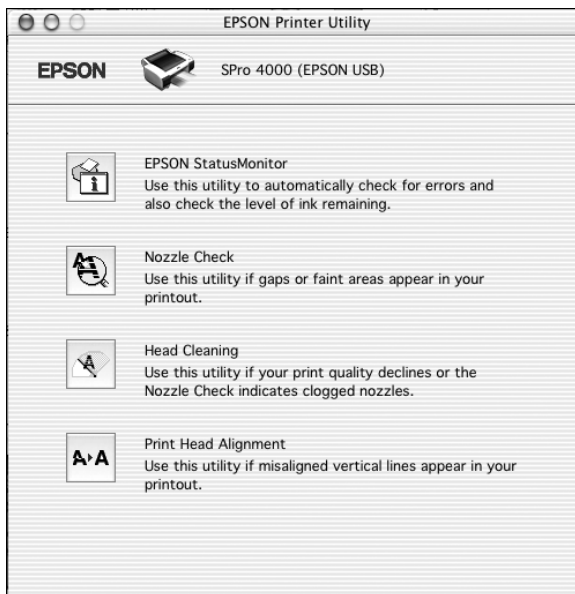 EPSON Printer Utility
EPSON
SPro 4000 (EPSON USB)
EPSON StatusMonitor
Use this utility to automatically check for errors and
also check the level of ink remaining.
Nozzle Check
Use this utility if gaps or faint areas appear in your
printout.
Head Cleaning
Use this utility if your print quality declines or the
Nozzle Check indicates clogged nozzles.
Print Head Alignment
Use this utility if misaligned vertical lines appear in your
printout.